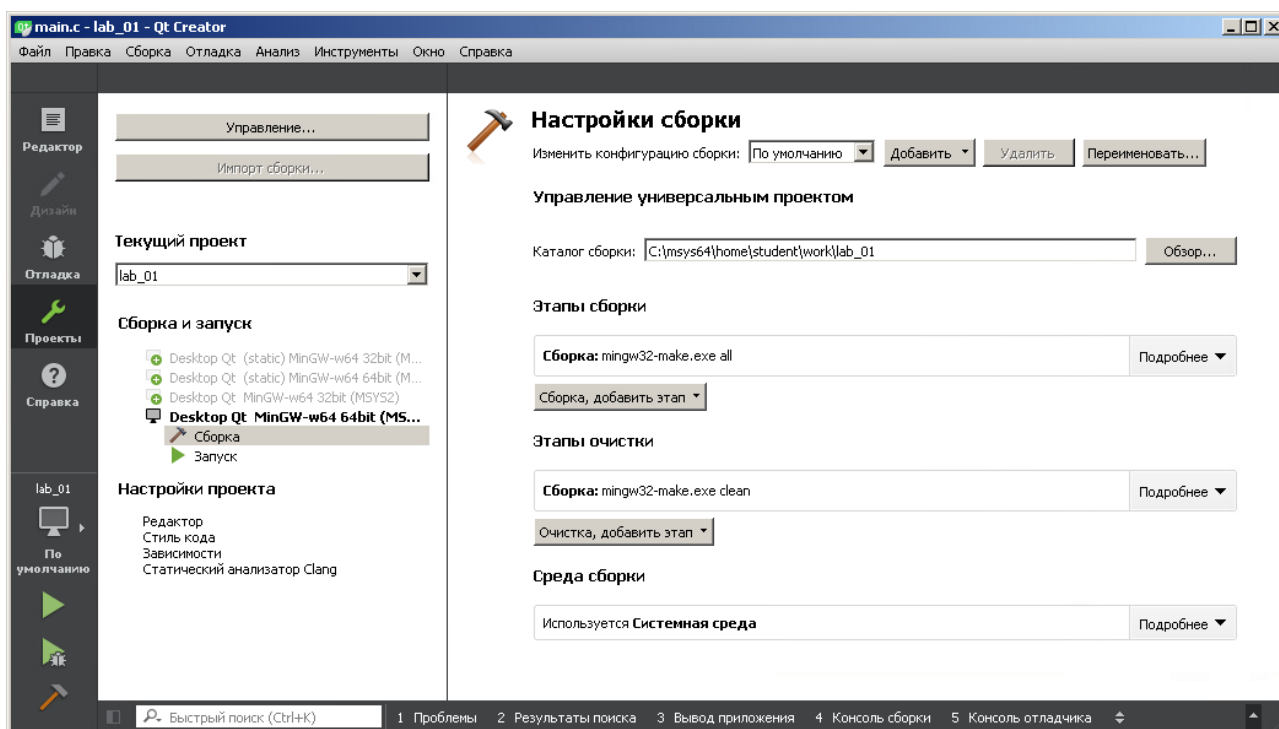 main.c - lab_01 - Qt Creator
Файл Правка Сборка Отладка Анализ Инструменты Окно Справка
Редактор
Дизайн
Отладка
Проекты
Справка
lab_01
По
умолчанию
Управление...
Импорт сборки...
Текущий проект
lab_01
Сборка и запуск
Desktop Qt (static) MinGW-w64 32bit (M...
Desktop Qt (static) MinGW-w64 64bit (M...
Desktop Qt MinGW-w64 32bit (MSYS2)
Desktop Qt MinGW-w64 64bit (MS...
Сборка
Запуск
Настройки проекта
Редактор
Стиль кода
Зависимости
Статический анализатор Clang
Настройки сборки
Изменить конфигурацию сборки: По умолчанию Добавить Удалить Переименовать...
Управление универсальным проектом
Каталог сборки: C:\msys64\home\student\work\lab_01 Обзор...
Этапы сборки
Сборка: mingw32-make.exe all Подробнее
Сборка, добавить этап
Этапы очистки
Сборка: mingw32-make.exe clean Подробнее
Очистка, добавить этап
Среда сборки
Используется Системная среда Подробнее
Быстрый поиск (Ctrl+K) 1 Проблемы 2 Результаты поиска 3 Вывод приложения 4 Консоль сборки 5 Консоль отладчика